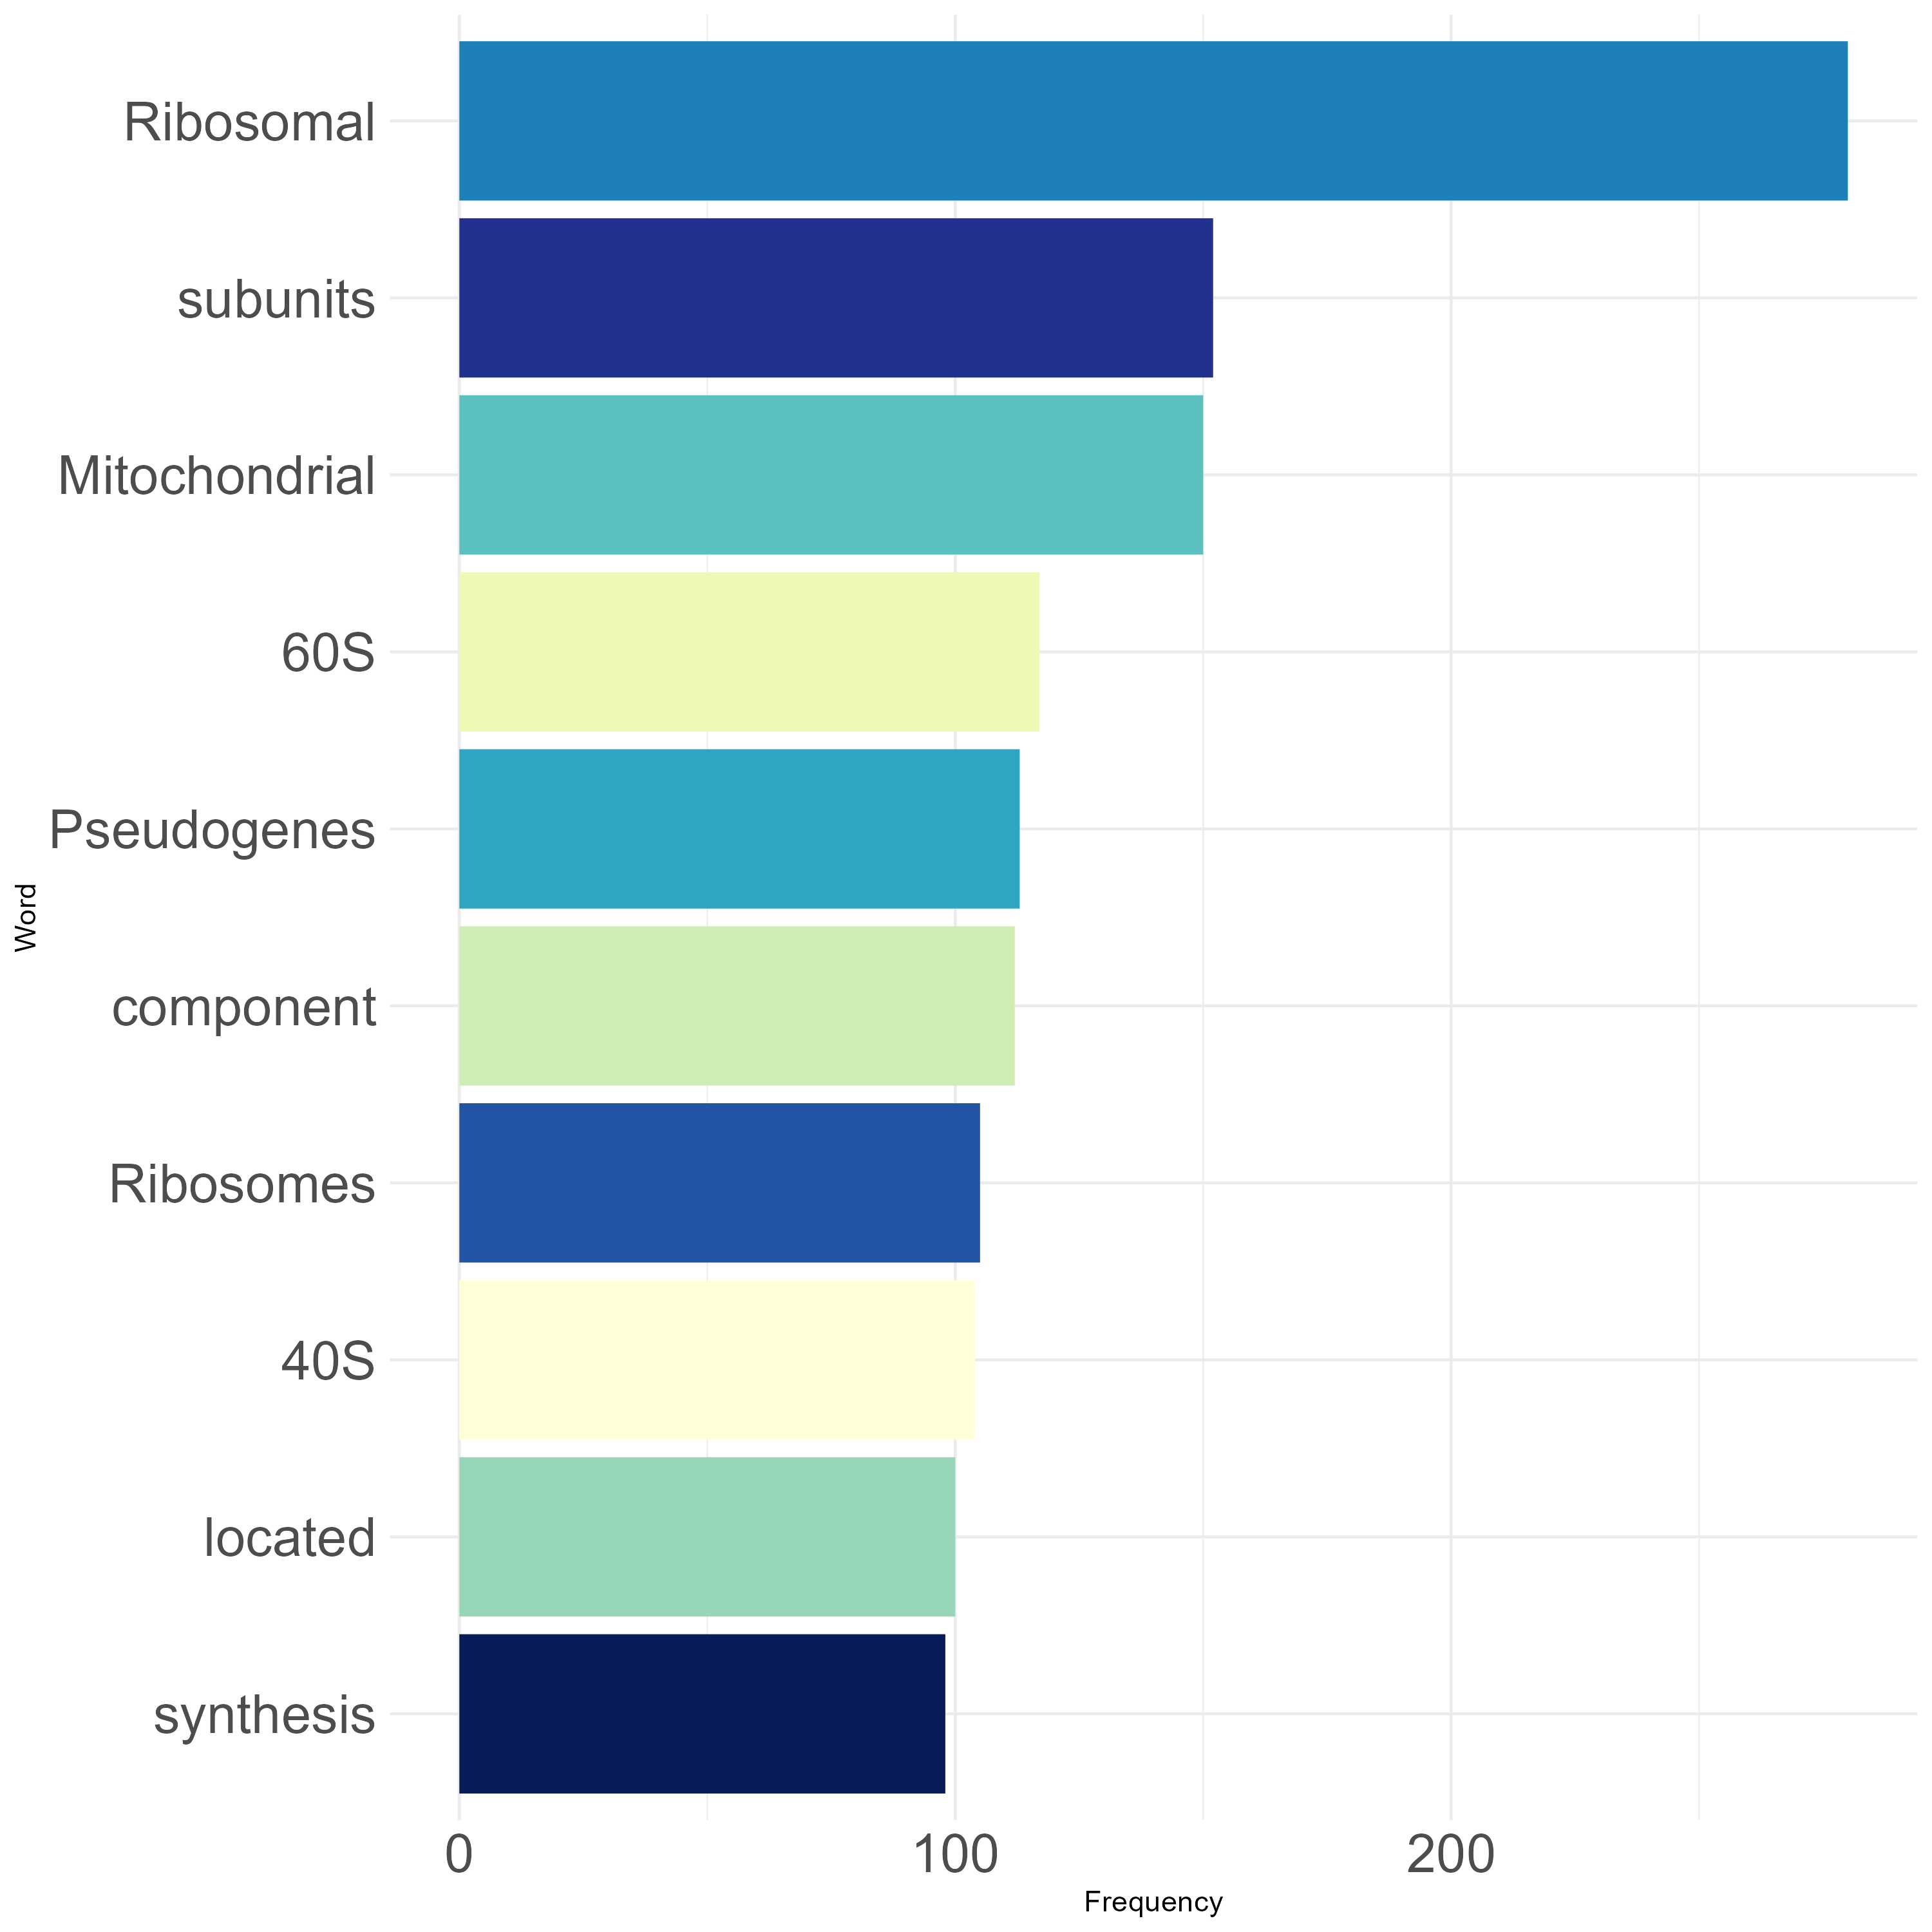 Ribosomal
subunits
Mitochondrial
60S
Pseudogenes
component
Ribosomes
40S
located
synthesis
Word
0 100 200
Frequency